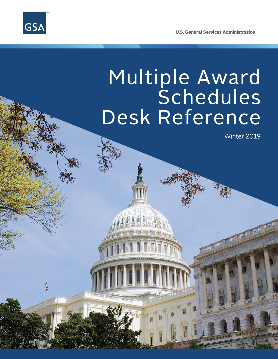 GSA
U.S. General Services Administration
Multiple Award
Schedules
Desk Reference
Winter 2019